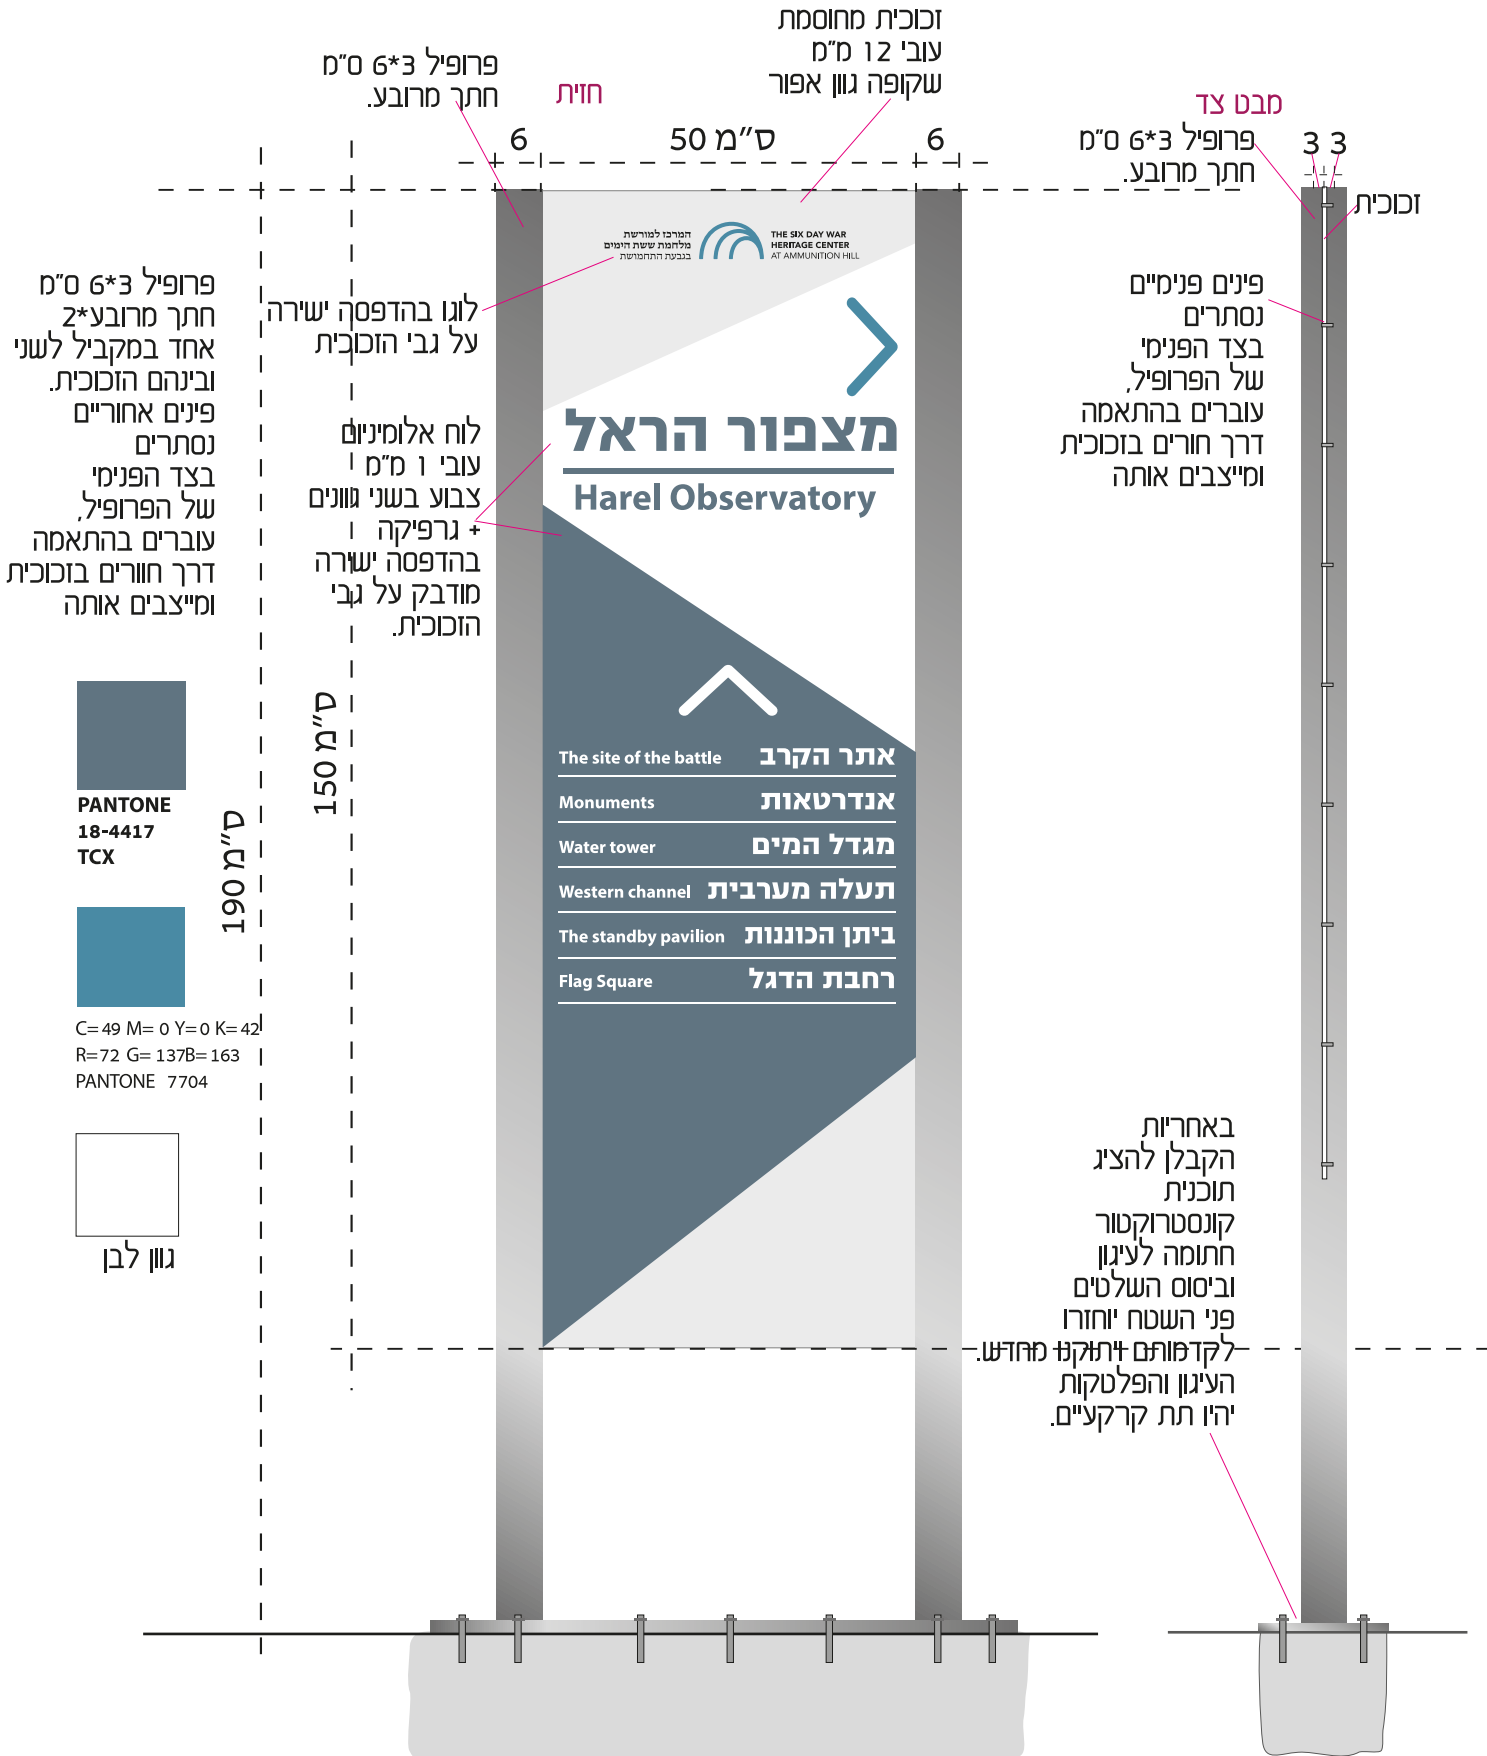 זכוכית מחוסמת
עובי 12 מ"מ
שקופה גוון אפור
פרופיל 3*6 ס"מ
חתך מרובע.
חזית
6
50 ס"מ
6
מבט צד
פרופיל 3*6 ס"מ
חתך מרובע.
3 3
זכוכית
המרכז למורשת
מלחמת ששת הימים
בגבעת התחמושת
THE SIX DAY WAR
HERITAGE CENTER
AT AMMUNITION HILL
פרופיל 3*6 ס"מ
חתך מרובע*2
אחד במקביל לשני
ובינהם הזכוכית.
פינים אחוריים
נסתרים
בצד הפנימי
של הפרופיל,
עוברים בהתאמה
דרך חוורים בזכוכית
ומייצבים אותה
לוגו בהדפסה ישירה
על גבי הזכוכית
לוח אלומיניום
עובי 1 מ"מ
צבוע בשני גוונים
+ גרפיקה
בהדפסה ישירה
מודבק על גבי
הזכוכית.
פינים פנימיים
נסתרים
בצד הפנימי
של הפרופיל,
עוברים בהתאמה
דרך חורים בזכוכית
ומייצבים אותה
מצפור הראל
Harel Observatory
The site of the battle אתר הקרב
Monuments אנדרטאות
Water tower מגדל המים
Western channel תעלה מערבית
The standby pavilion ביתן הכוננות
Flag Square רחבת הדגל
150 ס"מ
190 ס"מ
PANTONE
18-4417
TCX
C=49 M=0 Y=0 K=42
R=72 G=137B=163
PANTONE 7704
גוון לבן
באחריות
הקבלן להציג
תוכנית
קונסטרוקטור
חתומה לעיגון
וביסוס השלטים
פני השטח יוחזרו
לקדמותם ויתוקנו מחדש.
העיגון והפלטקות
יהיו תת קרקעיים.